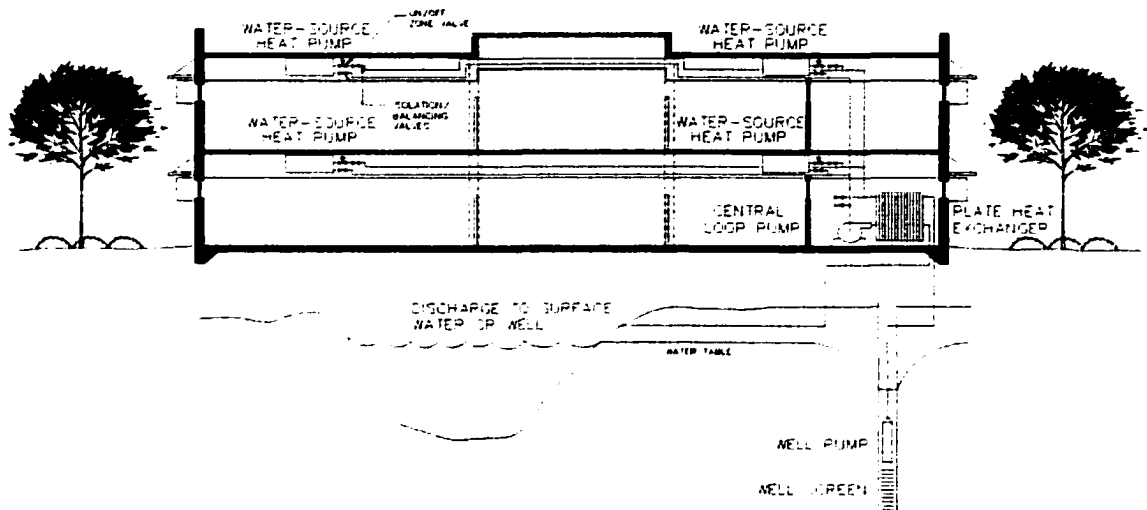 ON/OFF
ZONE VALVE
WATER-SOURCE
HEAT PUMP
WATER-SOURCE
HEAT PUMP
ISOLATION/
BALANCING
VALVES
WATER-SOURCE
HEAT PUMP
WATER-SOURCE
HEAT PUMP
CENTRAL
LOOP PUMP
PLATE HEAT
EXCHANGER
DISCHARGE TO SURFACE
WATER OR WELL
WATER TABLE
WELL PUMP
WELL SCREEN